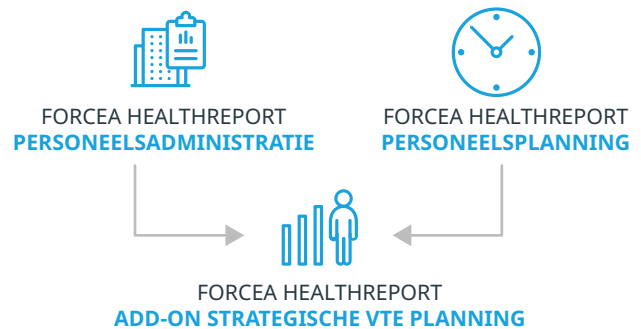 FORCEA HEALTHREPORT
PERSONEELSADMINISTRATIE
FORCEA HEALTHREPORT
PERSONEELSPLANNING
FORCEA HEALTHREPORT
ADD-ON STRATEGISCHE VTE PLANNING